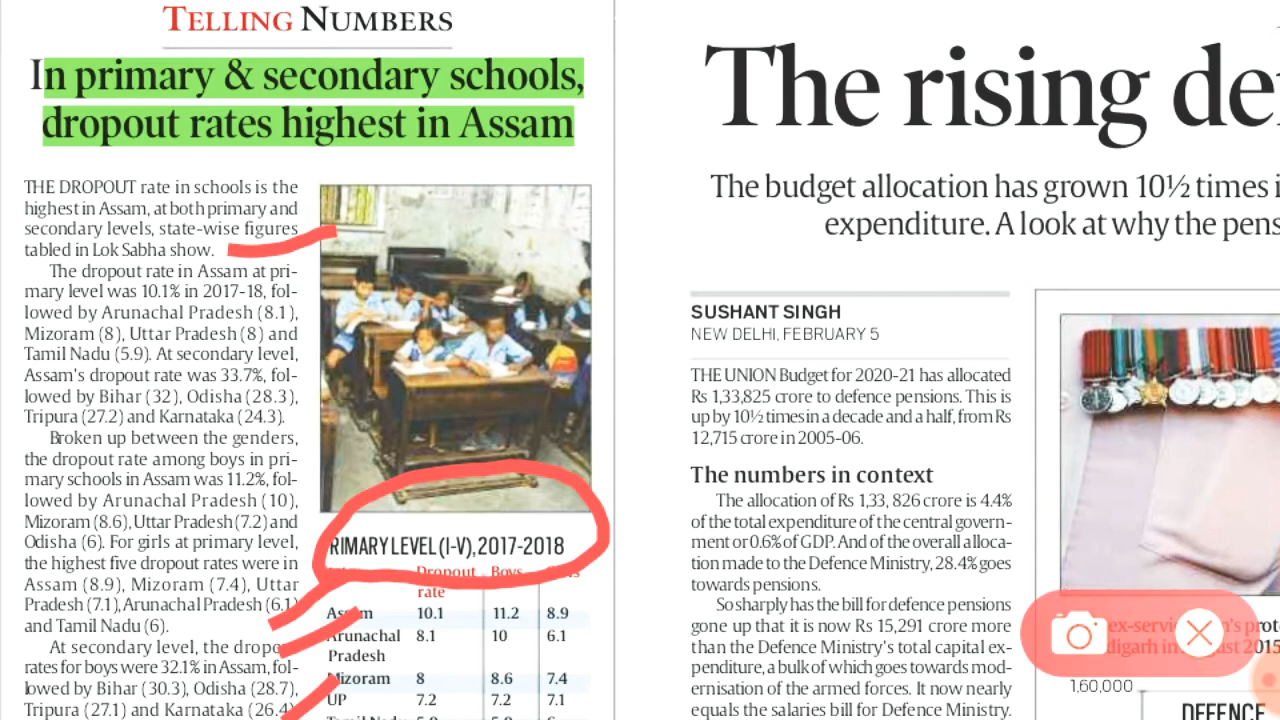 TELLING NUMBERS
In primary & secondary schools,
dropout rates highest in Assam
THE DROPOUT rate in schools is the
highest in Assam, at both primary and
secondary levels, state-wise figures
tabled in Lok Sabha show.
The dropout rate in Assam at pri-
mary level was 10.1% in 2017-18, fol-
lowed by Arunachal Pradesh (8.1),
Mizoram (8), Uttar Pradesh (8) and
Tamil Nadu (5.9). At secondary level,
Assam's dropout rate was 33.7%, fol-
lowed by Bihar (32), Odisha (28.3),
Tripura (27.2) and Karnataka (24.3).
Broken up between the genders,
the dropout rate among boys in pri-
mary schools in Assam was 11.2%, fol-
lowed by Arunachal Pradesh (10),
Mizoram (8.6), Uttar Pradesh (7.2) and
Odisha (6). For girls at primary level,
the highest five dropout rates were in
Assam (8.9), Mizoram (7.4), Uttar
Pradesh (7.1), Arunachal Pradesh (6.1)
and Tamil Nadu (6).
At secondary level, the dropo
rates for boys were 32.1% in Assam, fol-
lowed by Bihar (30.3), Odisha (28.7),
Tripura (27.1) and Karnataka (26.4)
RIMARY LEVEL (I-V), 2017-2018
Dropout rate Boys
Assam 10.1 11.2 8.9
Arunachal Pradesh 8.1 10 6.1
Mizoram 8 8.6 7.4
UP 7.2 7.2 7.1
Tamil Nadu 5.9 6
The rising de
The budget allocation has grown 10½ times i
expenditure. A look at why the pens
SUSHANT SINGH
NEW DELHI, FEBRUARY 5
THE UNION Budget for 2020-21 has allocated
Rs 1,33,825 crore to defence pensions. This is
up by 10½ times in a decade and a half, from Rs
12,715 crore in 2005-06.
The numbers in context
The allocation of Rs 1,33, 826 crore is 4.4%
of the total expenditure of the central govern-
ment or 0.6% of GDP. And of the overall alloca-
tion made to the Defence Ministry, 28.4% goes
towards pensions.
So sharply has the bill for defence pensions
gone up that it is now Rs 15,291 crore more
than the Defence Ministry's total capital ex-
penditure, a bulk of which goes towards mod-
ernisation of the armed forces. It now nearly
equals the salaries bill for Defence Ministry.
ex-servi n's prot
digarh in ust 2015
1,60,000
DEFENCE